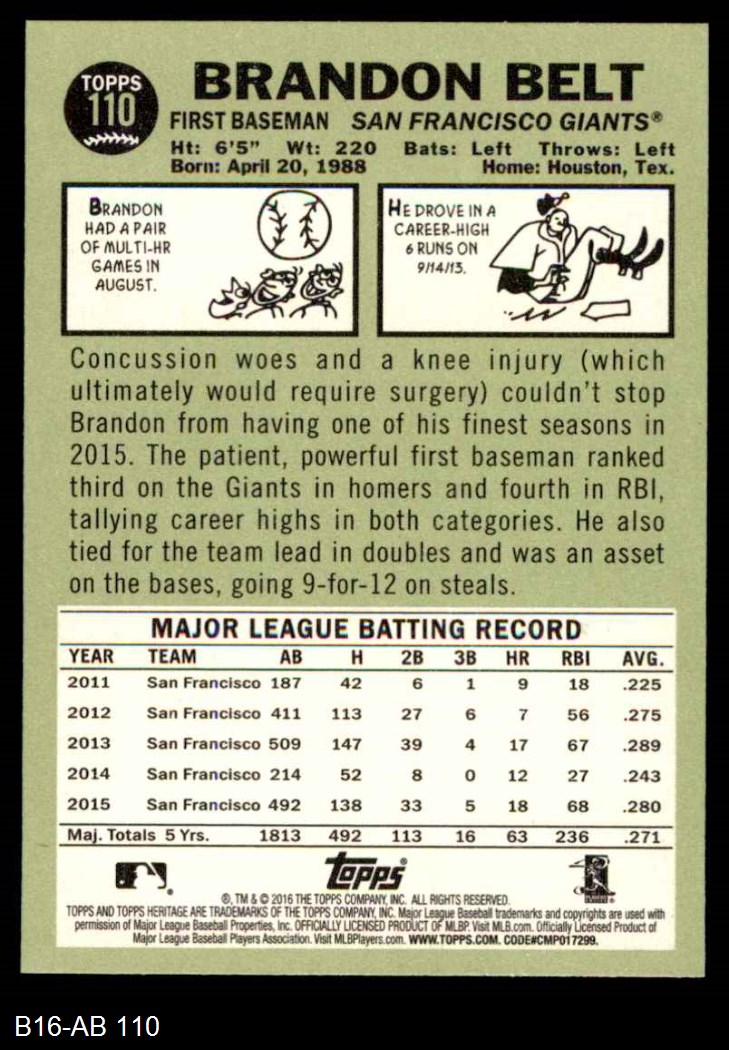 TOPPS
110
BRANDON BELT
FIRST BASEMAN SAN FRANCISCO GIANTS®
Ht: 6'5" Wt: 220 Bats: Left Throws: Left
Born: April 20, 1988 Home: Houston, Tex.
BRANDON
HAD A PAIR
OF MULTI-HR
GAMES IN
AUGUST.
HE DROVE IN A
CAREER-HIGH
6 RUNS ON
9/14/13.
Concussion woes and a knee injury (which
ultimately would require surgery) couldn't stop
Brandon from having one of his finest seasons in
2015. The patient, powerful first baseman ranked
third on the Giants in homers and fourth in RBI,
tallying career highs in both categories. He also
tied for the team lead in doubles and was an asset
on the bases, going 9-for-12 on steals.
MAJOR LEAGUE BATTING RECORD
YEAR TEAM AB H 2B 3B HR RBI AVG.
2011 San Francisco 187 42 6 1 9 18 .225
2012 San Francisco 411 113 27 6 7 56 .275
2013 San Francisco 509 147 39 4 17 67 .289
2014 San Francisco 214 52 8 0 12 27 .243
2015 San Francisco 492 138 33 5 18 68 .280
Maj. Totals 5 Yrs. 1813 492 113 16 63 236 .271
topps®
®, TM & © 2016 THE TOPPS COMPANY, INC. ALL RIGHTS RESERVED.
TOPPS AND TOPPS HERITAGE ARE TRADEMARKS OF THE TOPPS COMPANY, INC. Major League Baseball trademarks and copyrights are used with
permission of Major League Baseball Properties, Inc. OFFICIALLY LICENSED PRODUCT OF MLBP. Visit MLB.com. Officially Licensed Product of
Major League Baseball Players Association. Visit MLBPlayers.com. WWW.TOPPS.COM. CODE#CMP017299.
B16-AB 110